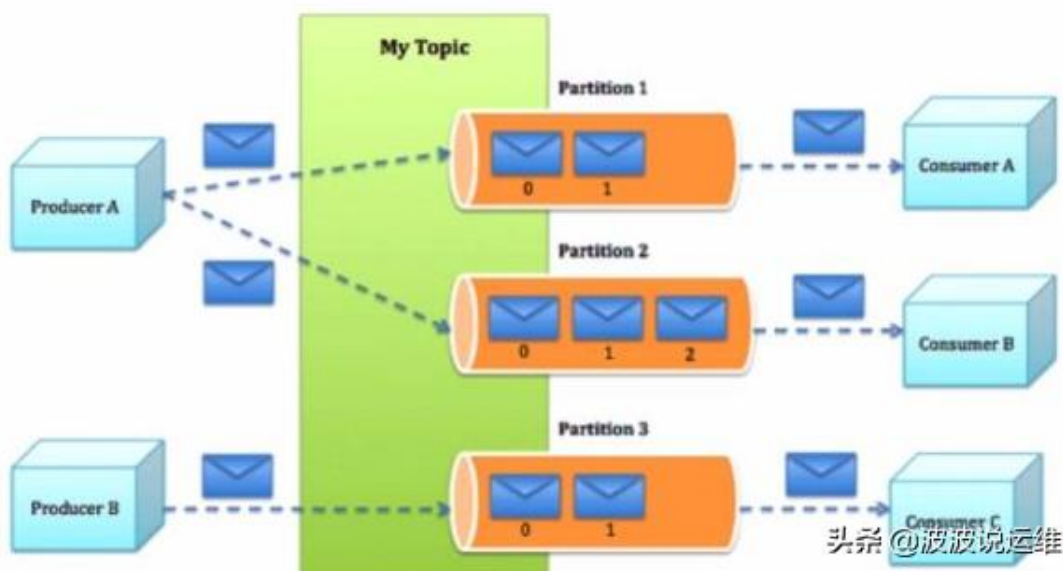 My Topic
Partition 1
Producer A
0 1
Consumer A
Partition 2
0 1 2
Consumer B
Partition 3
Producer B
0 1
Consumer C
头条 @波波说运维